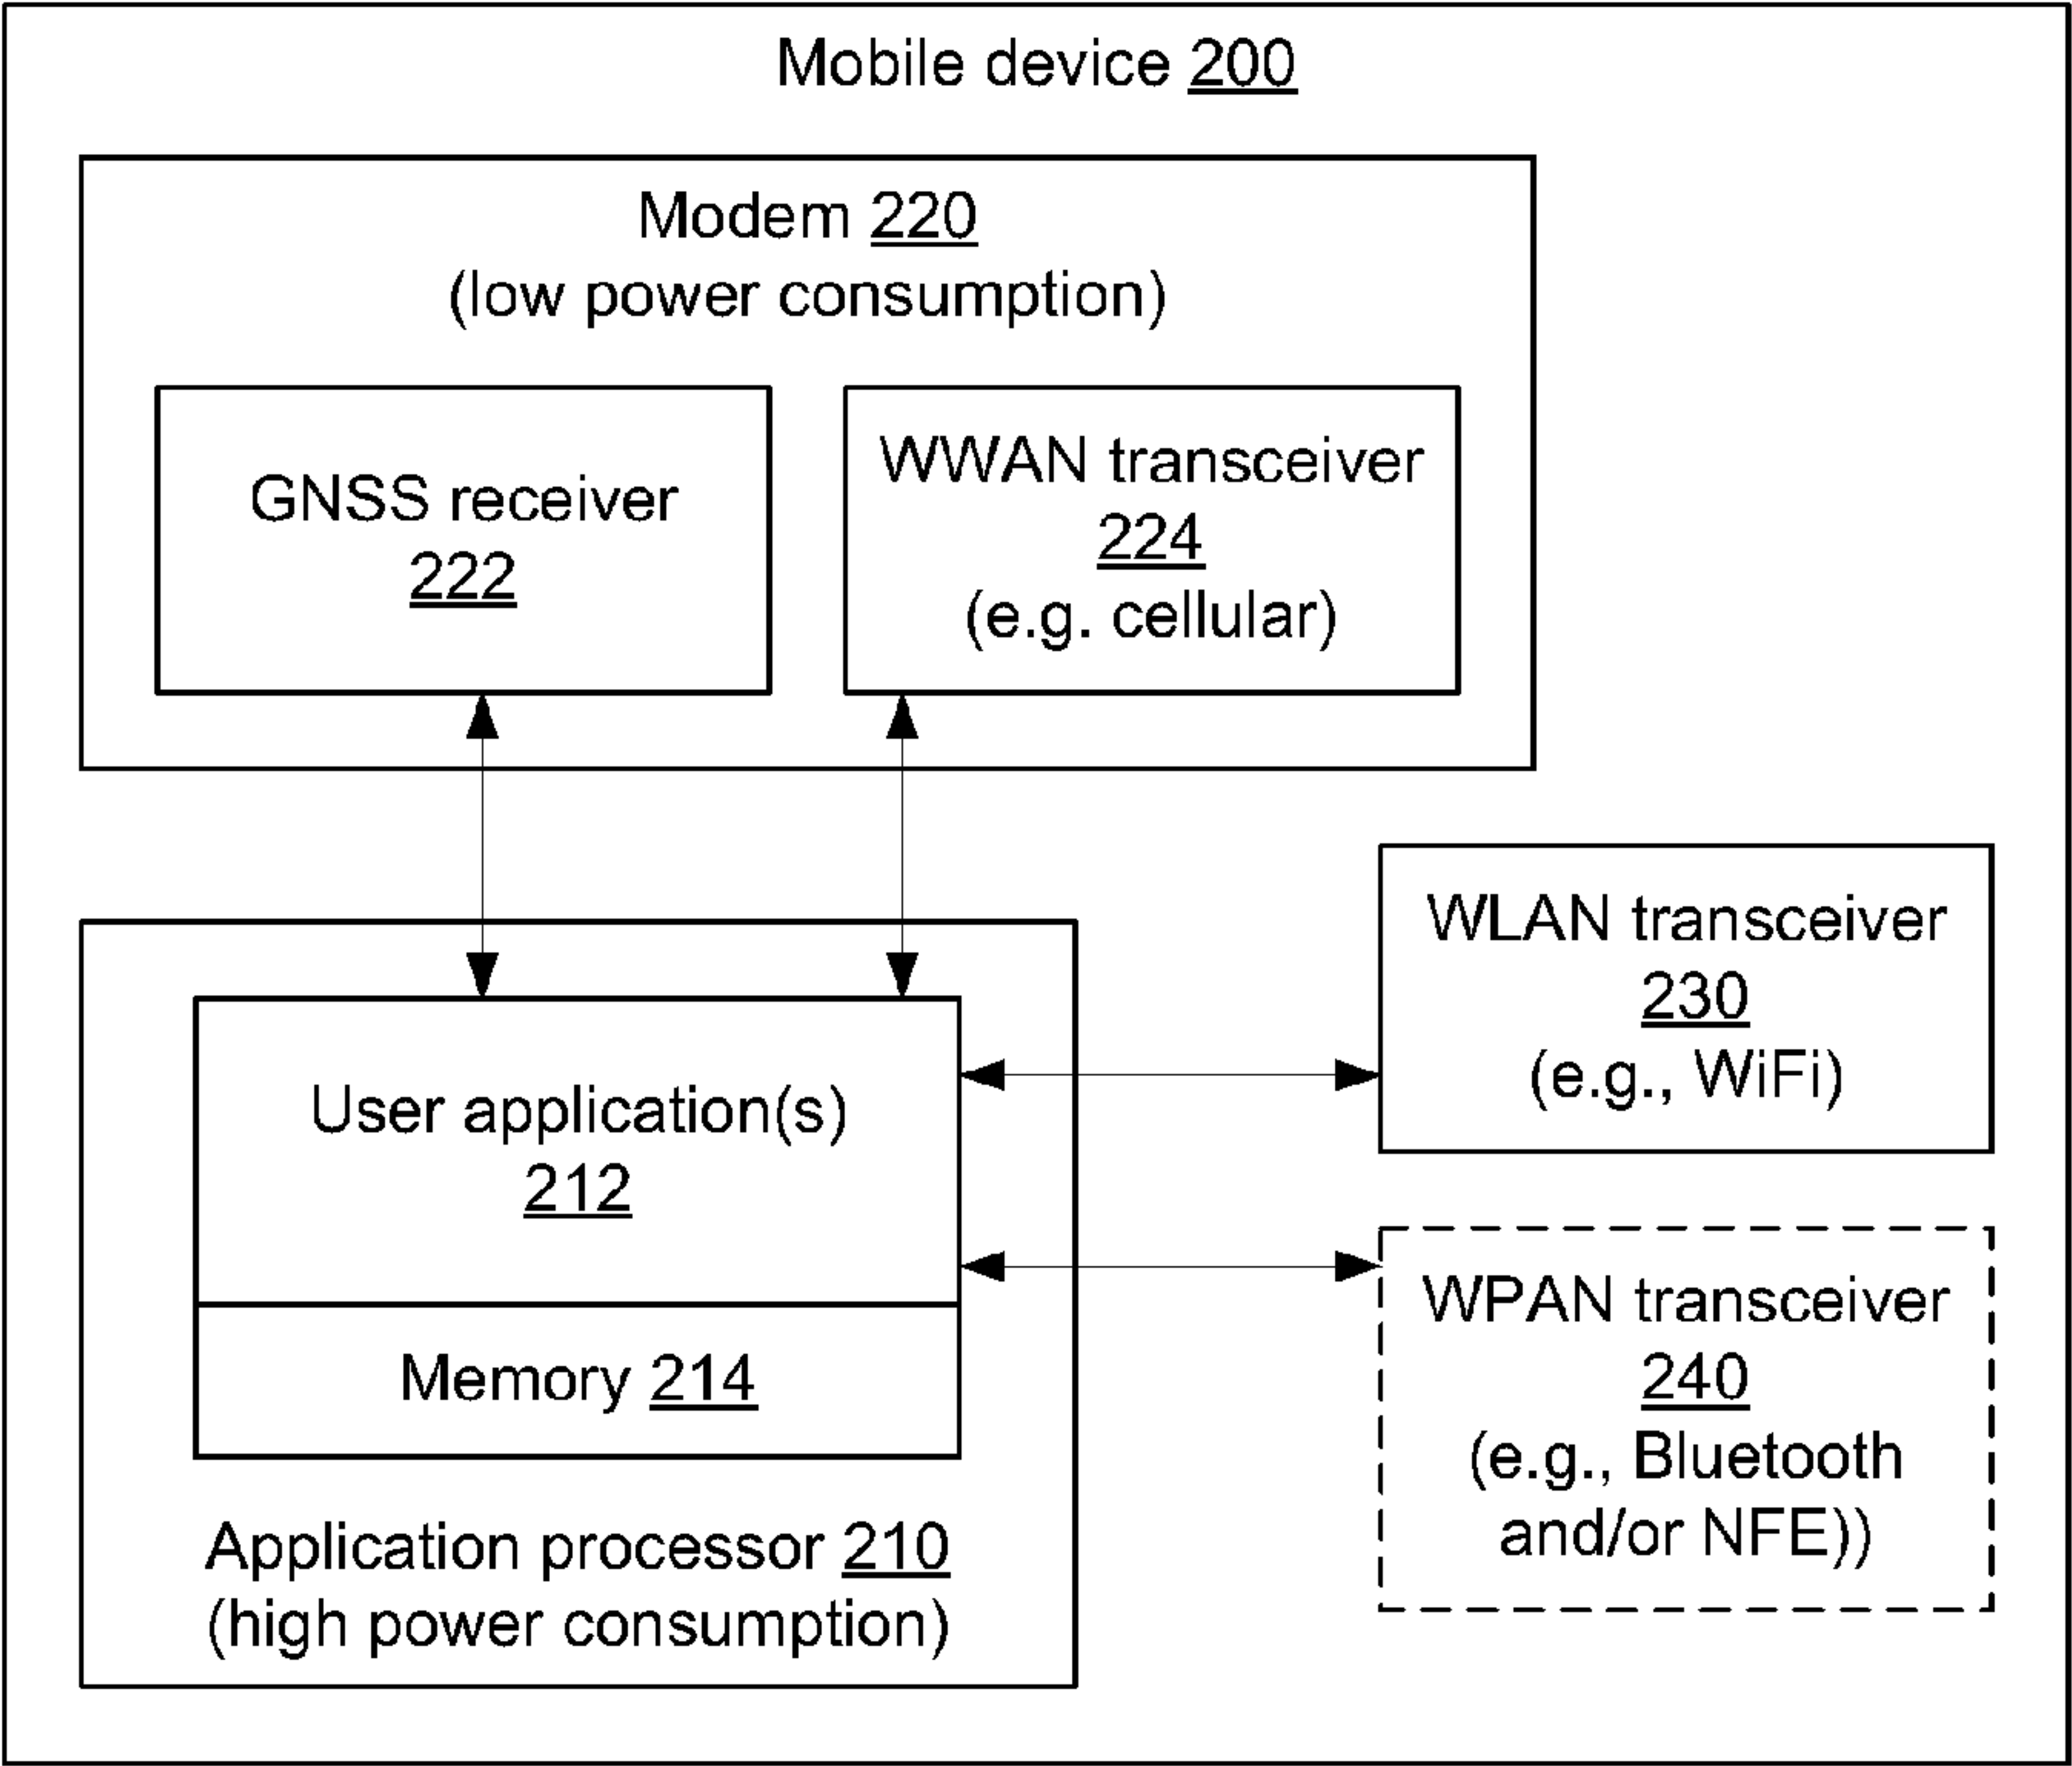 Mobile device 200
Modem 220
(low power consumption)
GNSS receiver
222
WWAN transceiver
224
(e.g. cellular)
WLAN transceiver
230
(e.g., WiFi)
User application(s)
212
Memory 214
Application processor 210
(high power consumption)
WPAN transceiver
240
(e.g., Bluetooth
and/or NFE))